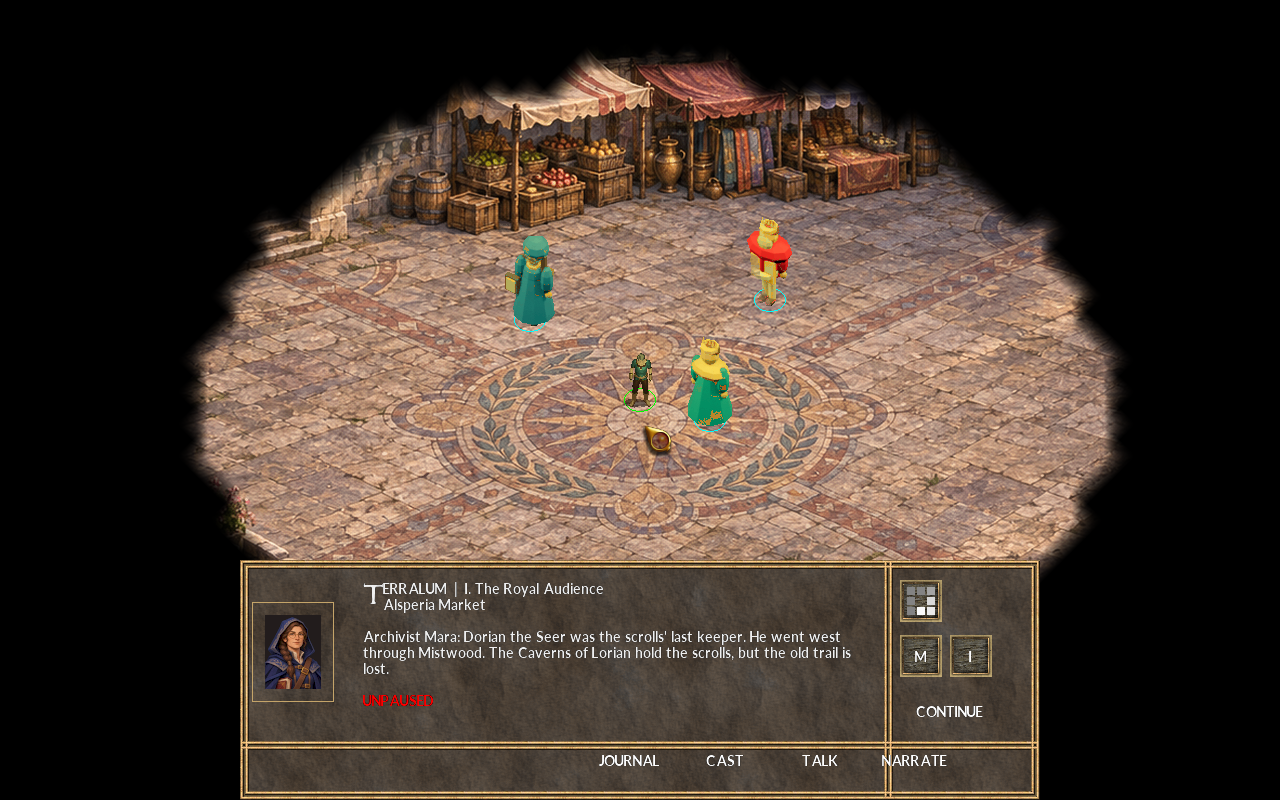 TERRALUM | I. The Royal Audience
Alsperia Market
Archivist Mara: Dorian the Seer was the scrolls' last keeper. He went west
through Mistwood. The Caverns of Lorian hold the scrolls, but the old trail is
lost.
M I
CONTINUE
JOURNAL CAST TALK NARRATE